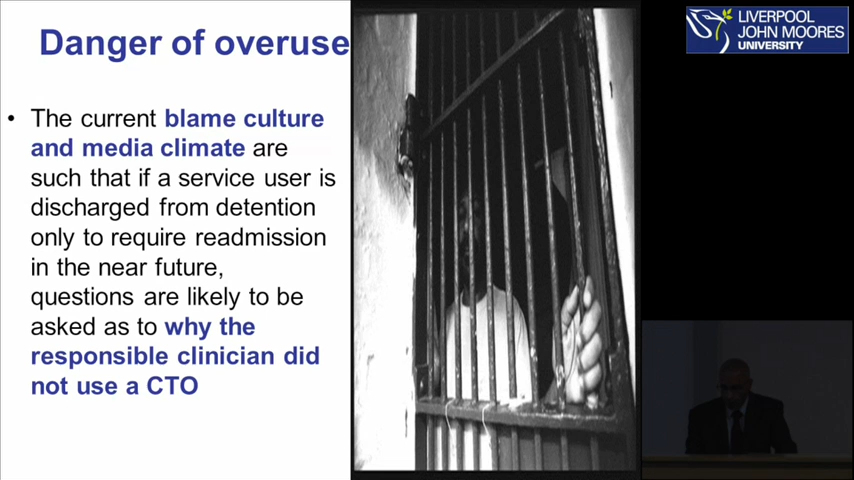 Danger of overuse
• The current blame culture
and media climate are
such that if a service user is
discharged from detention
only to require readmission
in the near future,
questions are likely to be
asked as to why the
responsible clinician did
not use a CTO
LIVERPOOL
JOHN MOORES
UNIVERSITY